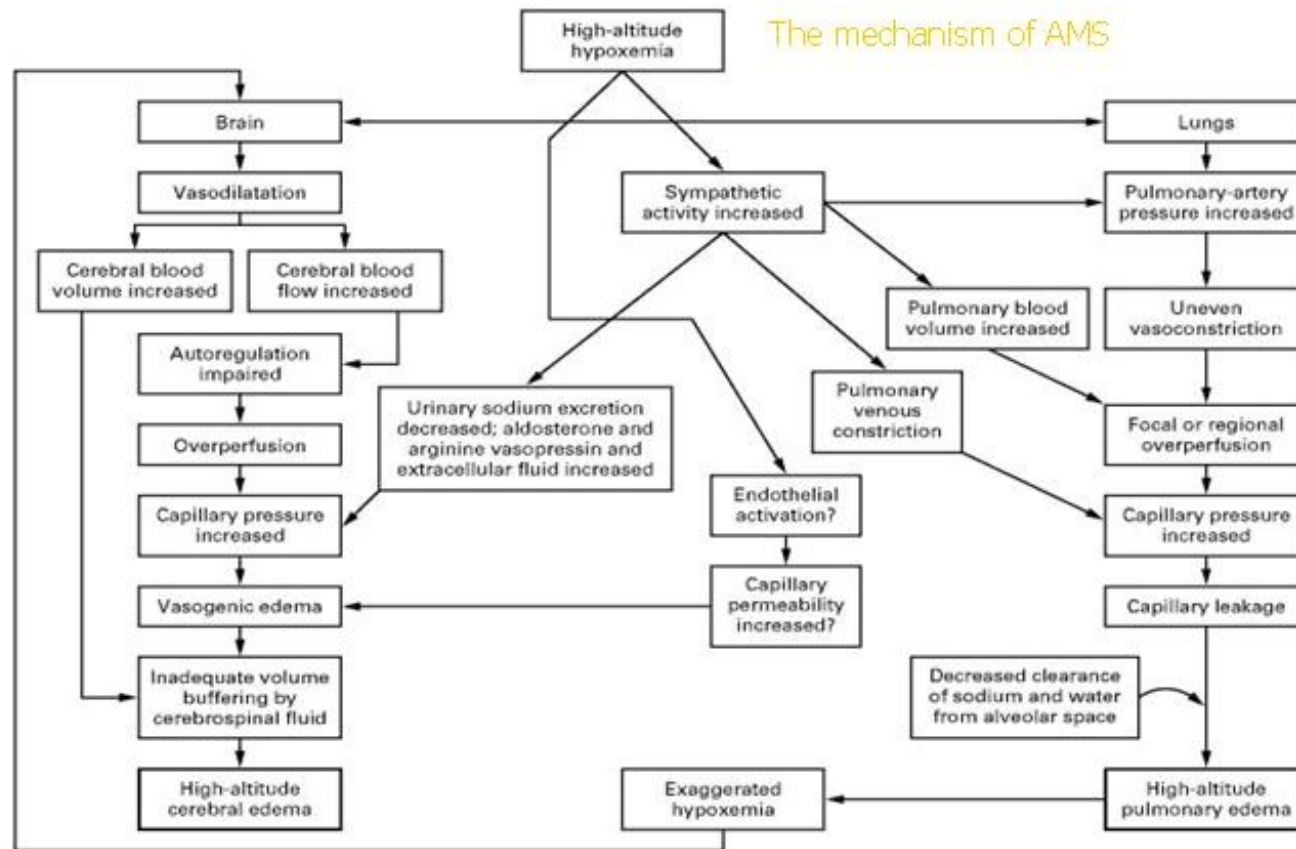 High-altitude
hypoxemia
The mechanism of AMS
Brain
Lungs
Vasodilatation
Sympathetic
activity increased
Pulmonary-artery
pressure increased
Cerebral blood
volume increased
Cerebral blood
flow increased
Pulmonary blood
volume increased
Uneven
vasoconstriction
Autoregulation
impaired
Urinary sodium excretion
decreased; aldosterone and
arginine vasopressin and
extracellular fluid increased
Pulmonary
venous
constriction
Focal or regional
overperfusion
Overperfusion
Endothelial
activation?
Capillary pressure
increased
Capillary pressure
increased
Vasogenic edema
Capillary
permeability
increased?
Capillary leakage
Inadequate volume
buffering by
cerebrospinal fluid
Decreased clearance
of sodium and water
from alveolar space
High-altitude
cerebral edema
Exaggerated
hypoxemia
High-altitude
pulmonary edema